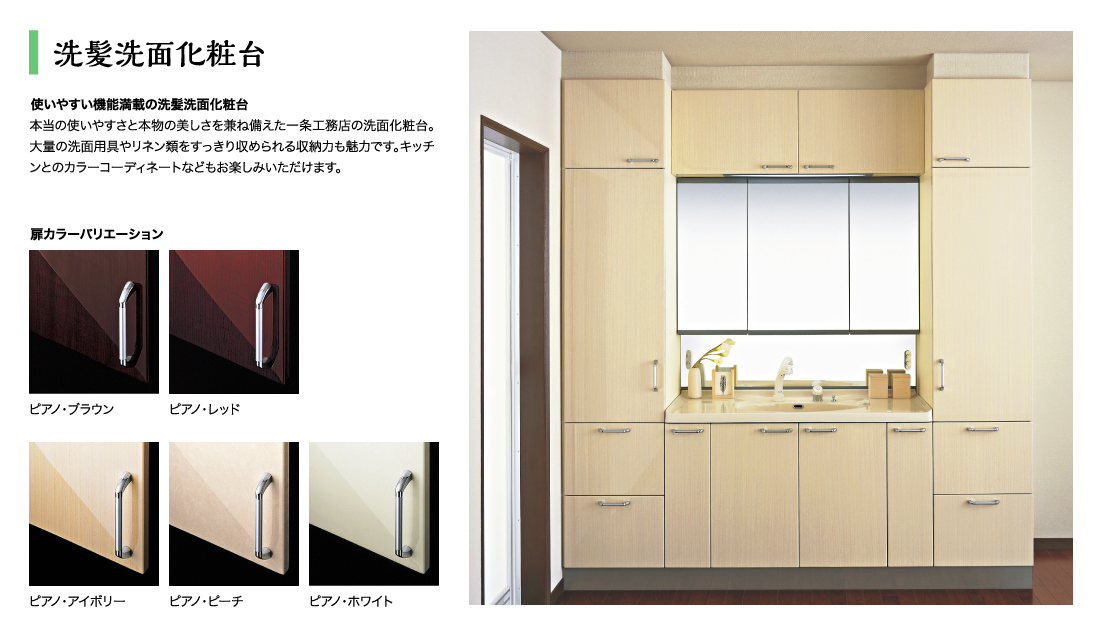 洗髪洗面化粧台
使いやすい機能満載の洗髪洗面化粧台
本当の使いやすさと本物の美しさを兼ね備えた一条工務店の洗面化粧台。
大量の洗面用具やリネン類をすっきり収められる収納力も魅力です。キッチ
ンとのカラーコーディネートなどもお楽しみいただけます。
扉カラーバリエーション
ピアノ・ブラウン
ピアノ・レッド
ピアノ・アイボリー
ピアノ・ピーチ
ピアノ・ホワイト